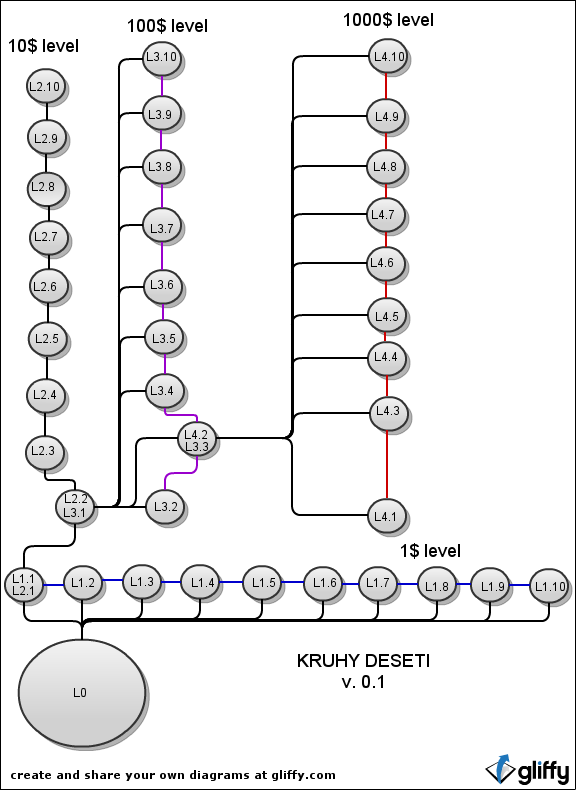 10$ level
100$ level
1000$ level
L2.10
L2.9
L2.8
L2.7
L2.6
L2.5
L2.4
L2.3
L2.2
L3.1
L3.10
L3.9
L3.8
L3.7
L3.6
L3.5
L3.4
L4.2
L3.3
L3.2
L4.10
L4.9
L4.8
L4.7
L4.6
L4.5
L4.4
L4.3
L4.1
1$ level
L1.1
L2.1
L1.2
L1.3
L1.4
L1.5
L1.6
L1.7
L1.8
L1.9
L1.10
L0
KRUHY DESETI
v. 0.1
create and share your own diagrams at gliffy.com
gliffy